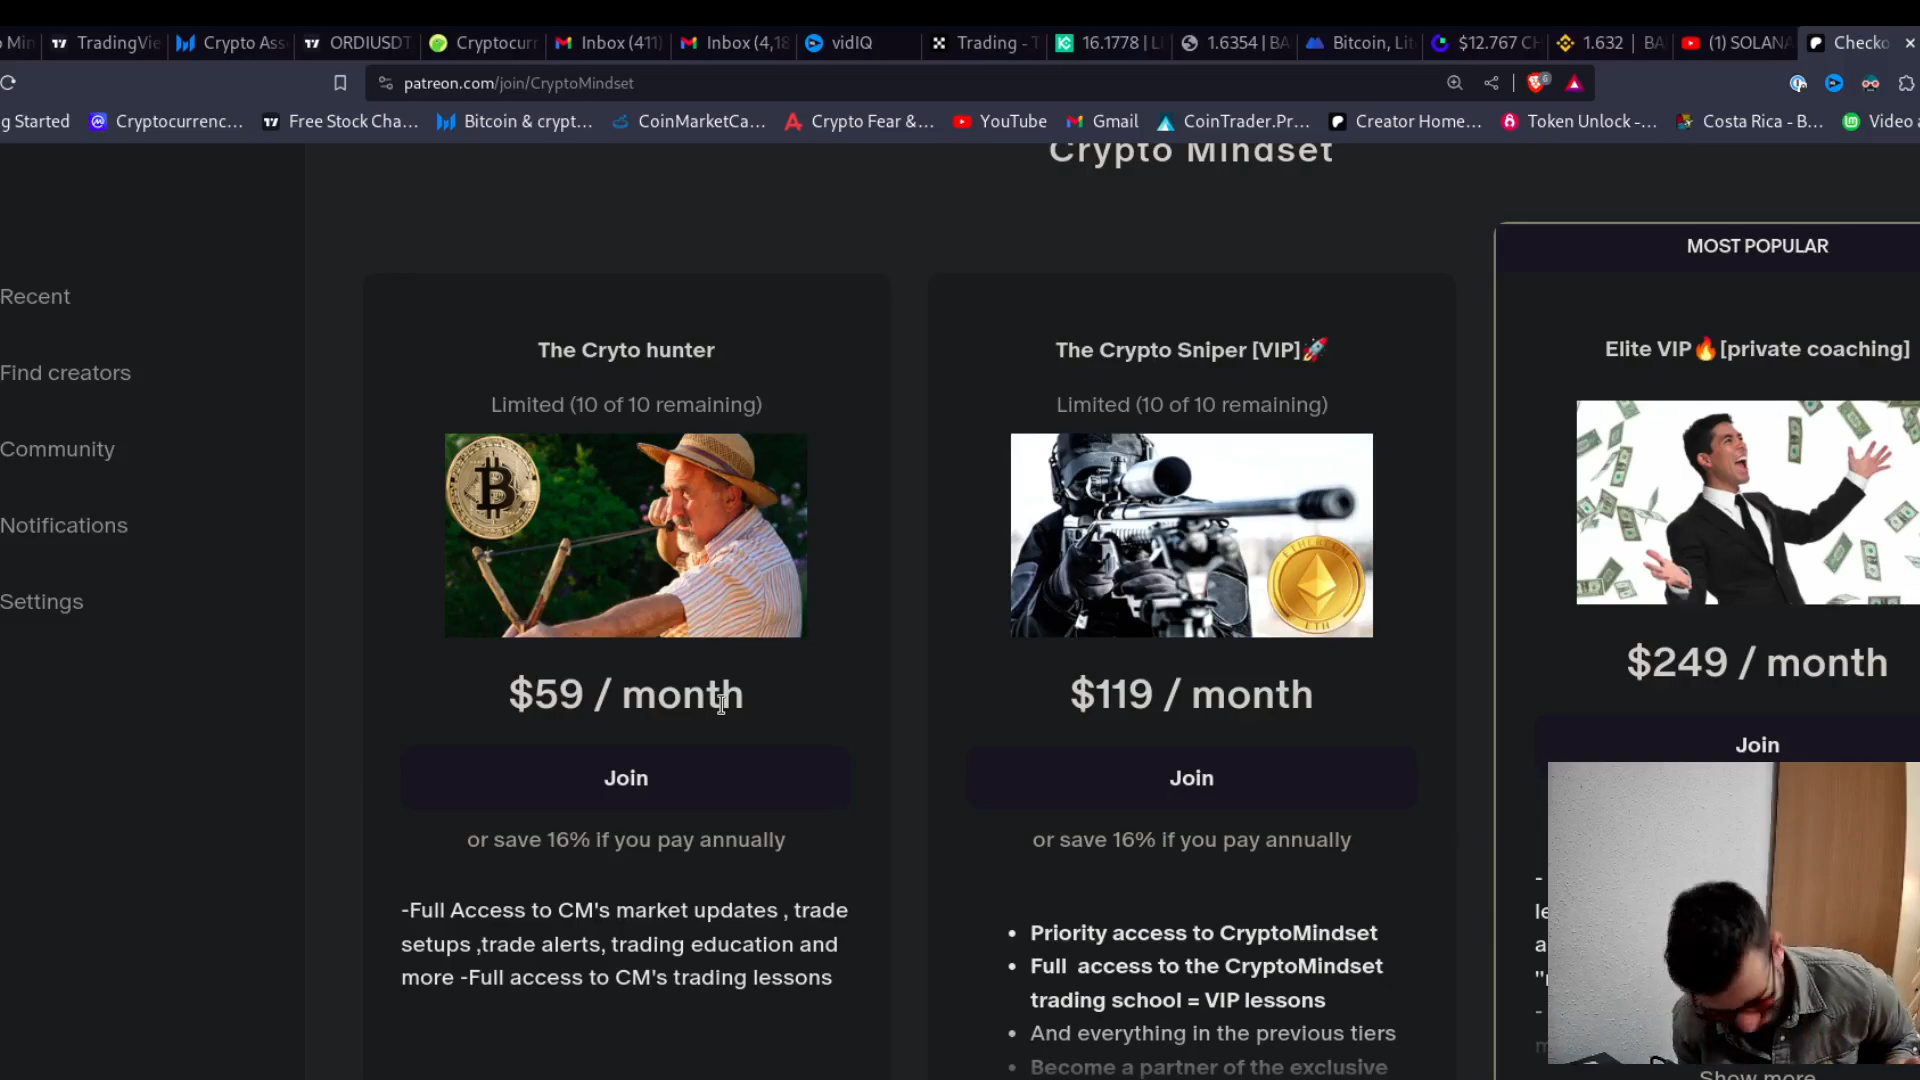 o Min TradingVie Crypto Ass ORDIUSDT Cryptocurr Inbox (411) Inbox (4,18 vidIQ Trading - T 16.1778 | L 1.6354 | BA Bitcoin, Lit $12.767 CH 1.632 | BA (1) SOLANA Checko
patreon.com/join/CryptoMindset 6
g Started Cryptocurrenc... Free Stock Cha... Bitcoin & crypt... CoinMarketCa... Crypto Fear &... YouTube Gmail CoinTrader.Pr... Creator Home... Token Unlock -... Costa Rica - B... Video a
Crypto Mindset
Recent
Find creators
Community
Notifications
Settings
The Cryto hunter
Limited (10 of 10 remaining)
$59 / month
Join
or save 16% if you pay annually
-Full Access to CM's market updates , trade
setups ,trade alerts, trading education and
more -Full access to CM's trading lessons
The Crypto Sniper [VIP]🚀
Limited (10 of 10 remaining)
ETHEREUM
ETH
$119 / month
Join
or save 16% if you pay annually
• Priority access to CryptoMindset
• Full access to the CryptoMindset
trading school = VIP lessons
• And everything in the previous tiers
• Become a partner of the exclusive
MOST POPULAR
Elite VIP🔥[private coaching]
$249 / month
Join
Show more